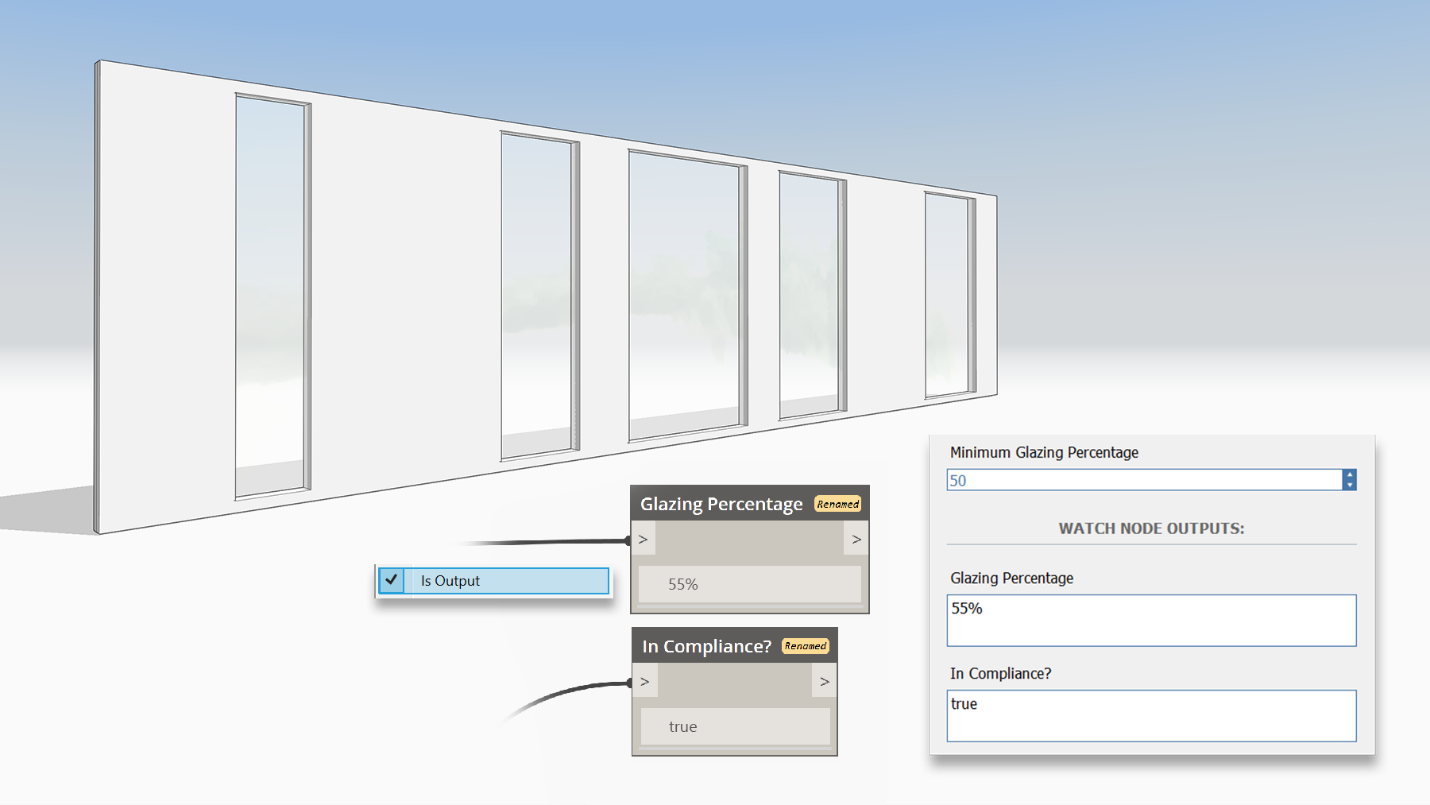 Glazing Percentage Renamed
> >
55%
Is Output
In Compliance? Renamed
> >
true
Minimum Glazing Percentage
50
WATCH NODE OUTPUTS:
Glazing Percentage
55%
In Compliance?
true